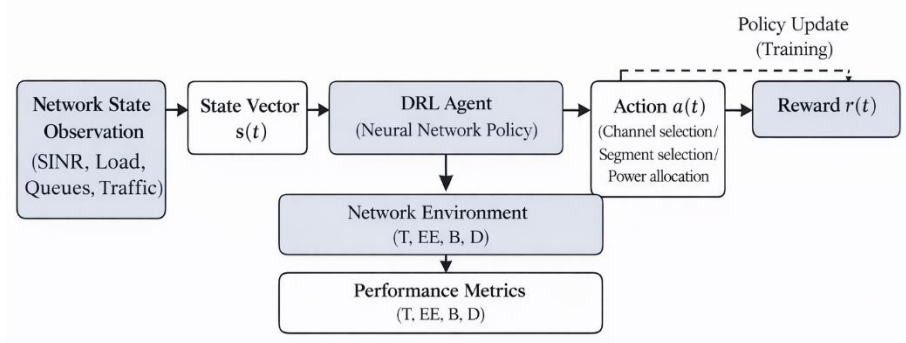 Policy Update
(Training)
Network State
Observation
(SINR, Load,
Queues, Traffic)
State Vector
s(t)
DRL Agent
(Neural Network Policy)
Action a(t)
(Channel selection/
Segment selection/
Power allocation
Reward r(t)
Network Environment
(T, EE, B, D)
Performance Metrics
(T, EE, B, D)